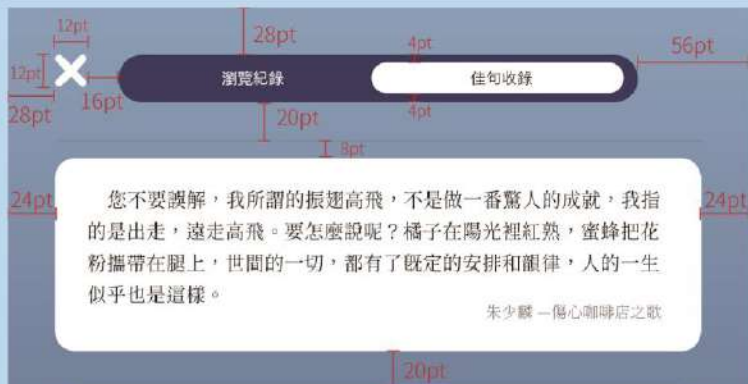 12pt
28pt
4pt
56pt
12pt
瀏覽紀錄
佳句收錄
28pt
16pt
20pt
4pt
8pt
24pt
24pt
您不要誤解，我所謂的振翅高飛，不是做一番驚人的成就，我指
的是出走，遠走高飛。要怎麼說呢？橘子在陽光裡紅熟，蜜蜂把花
粉攜帶在腿上，世間的一切，都有了既定的安排和韻律，人的一生
似乎也是這樣。
朱少麟 —傷心咖啡店之歌
20pt